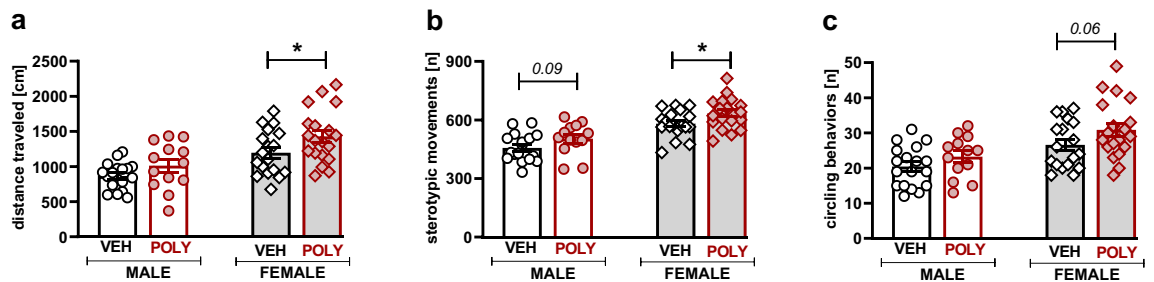 a
distance traveled [cm]
2500
2000
1500
1000
500
0
*
VEH POLY VEH POLY
MALE FEMALE
b
sterotypic movements [n]
900
600
300
0
0.09
*
VEH POLY VEH POLY
MALE FEMALE
c
circling behaviors [n]
50
40
30
20
10
0
0.06
VEH POLY VEH POLY
MALE FEMALE